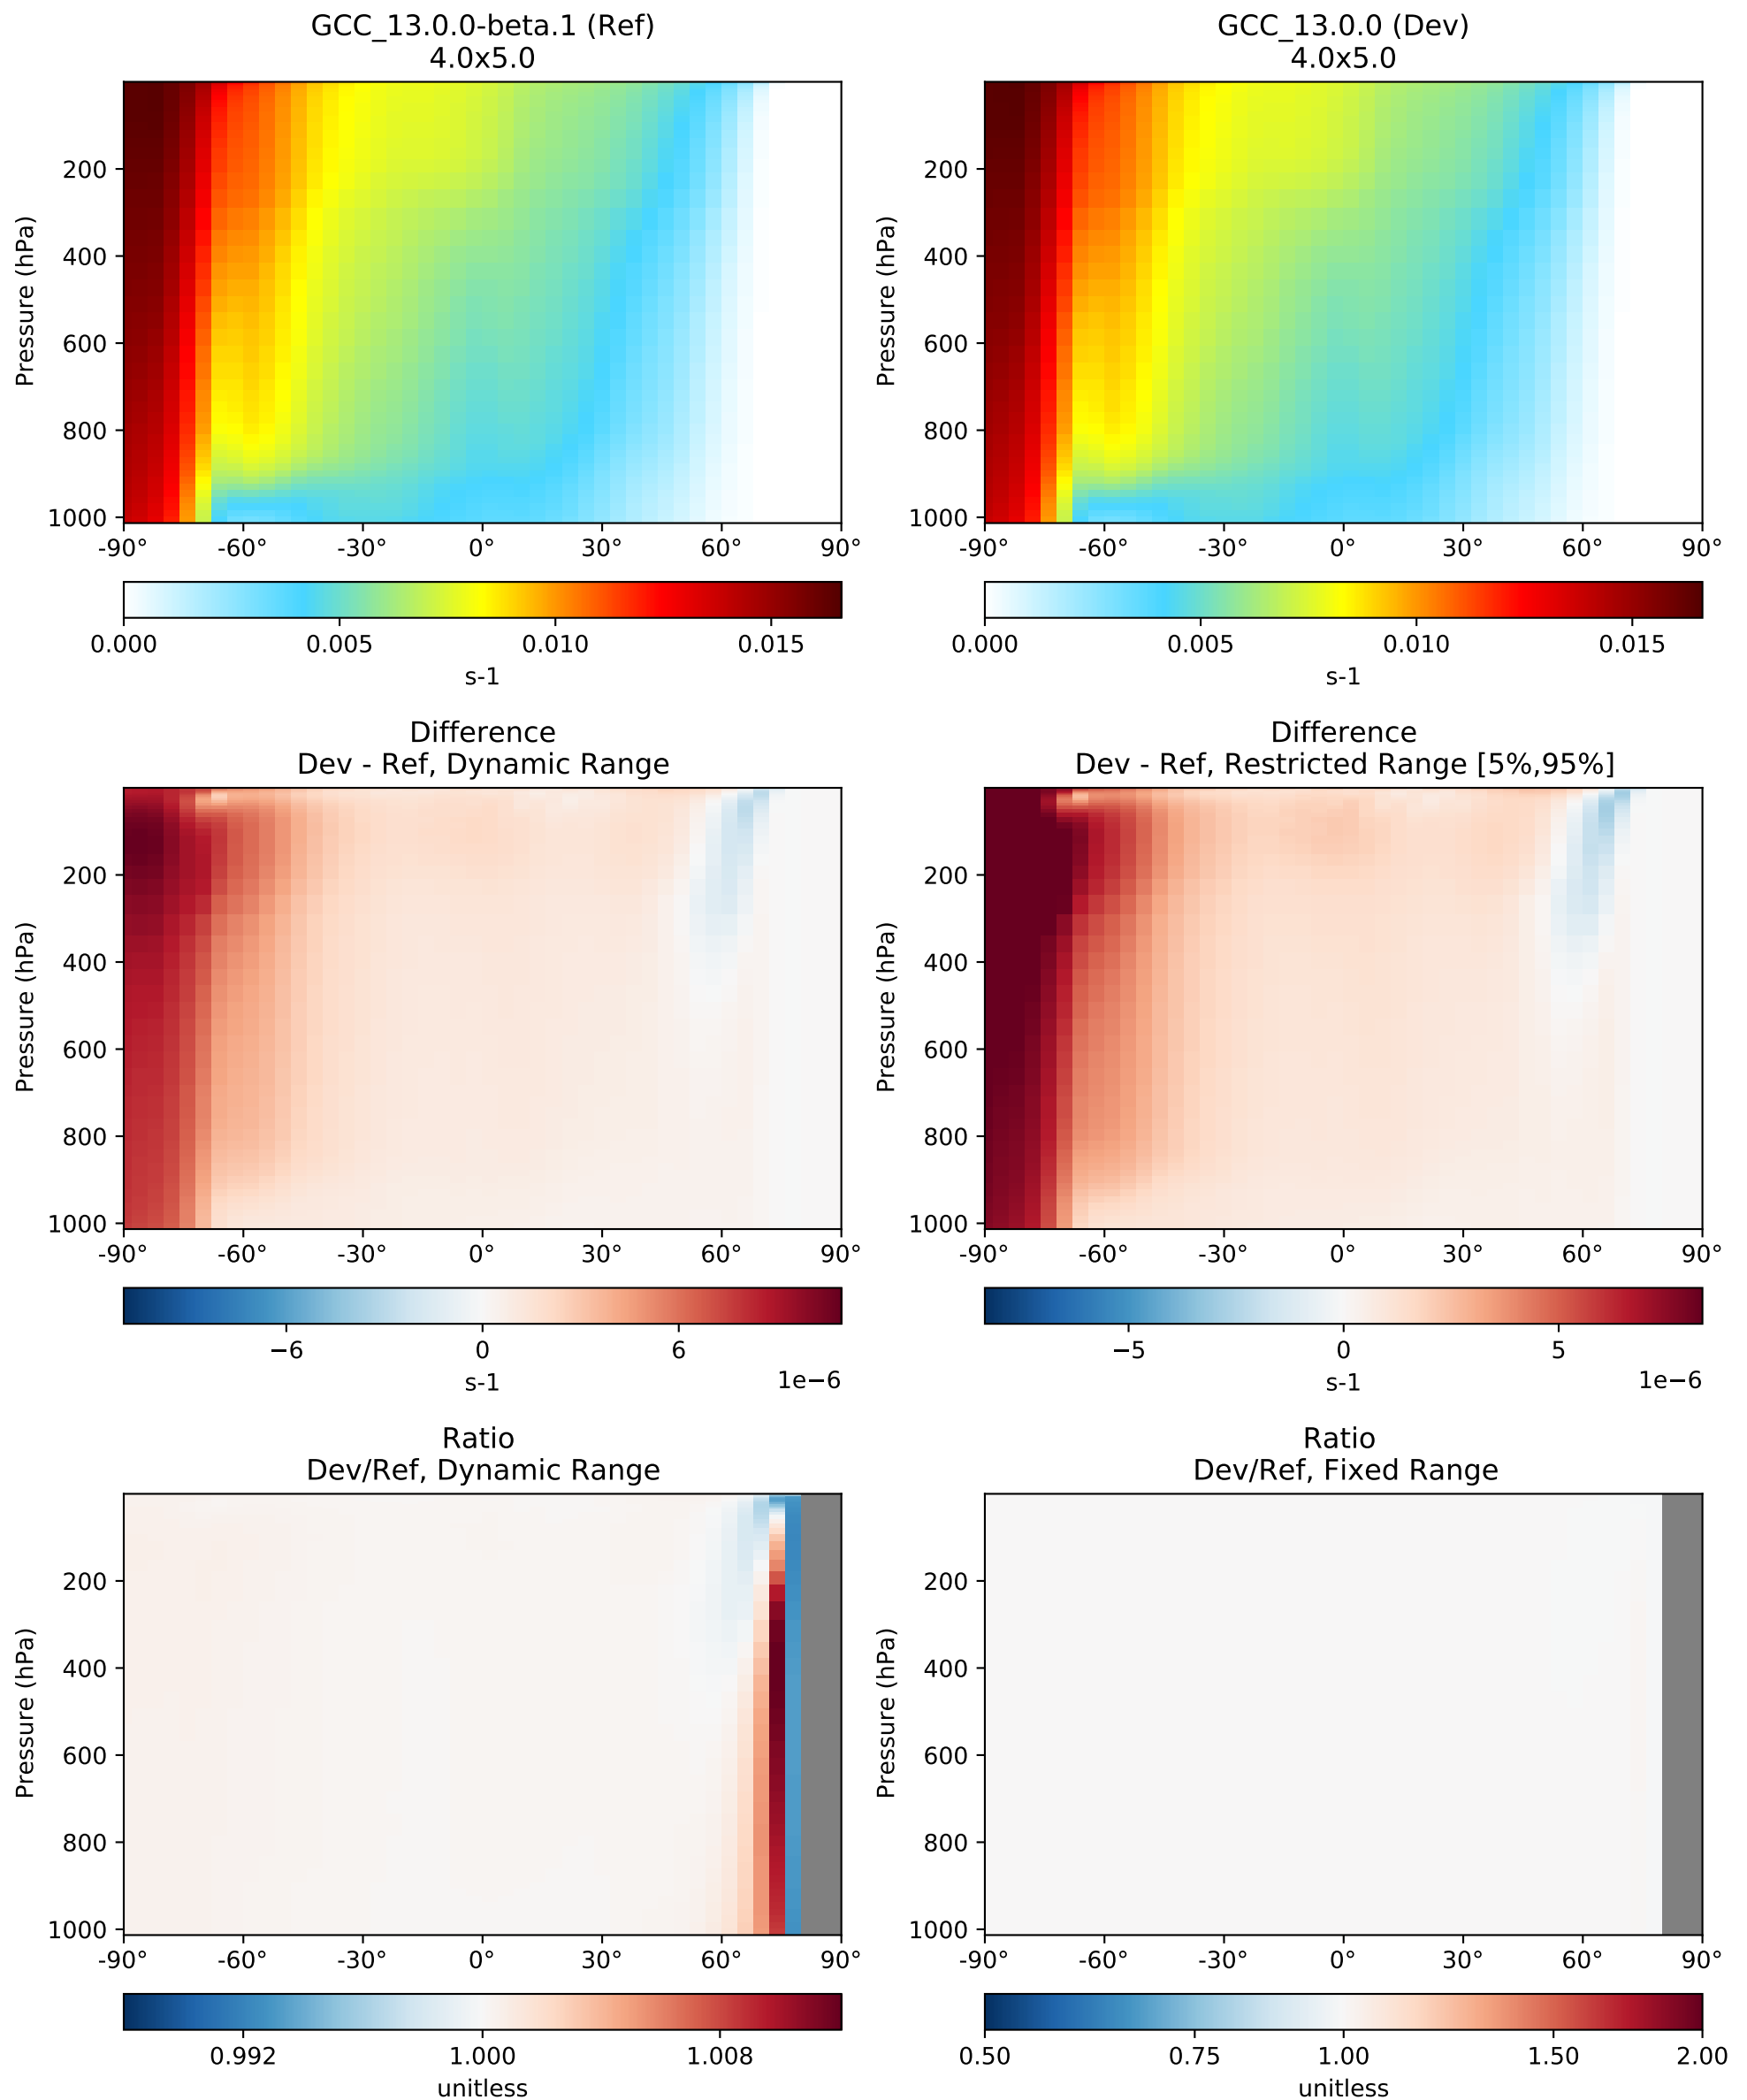 GCC_13.0.0-beta.1 (Ref)
4.0x5.0
Pressure (hPa)
200
400
600
800
1000
-90° -60° -30° 0° 30° 60° 90°
0.000 0.005 0.010 0.015
s-1
GCC_13.0.0 (Dev)
4.0x5.0
Pressure (hPa)
200
400
600
800
1000
-90° -60° -30° 0° 30° 60° 90°
0.000 0.005 0.010 0.015
s-1
Difference
Dev - Ref, Dynamic Range
Pressure (hPa)
200
400
600
800
1000
-90° -60° -30° 0° 30° 60° 90°
−6 0 6
s-1 1e−6
Difference
Dev - Ref, Restricted Range [5%,95%]
Pressure (hPa)
200
400
600
800
1000
-90° -60° -30° 0° 30° 60° 90°
−5 0 5
s-1 1e−6
Ratio
Dev/Ref, Dynamic Range
Pressure (hPa)
200
400
600
800
1000
-90° -60° -30° 0° 30° 60° 90°
0.992 1.000 1.008
unitless
Ratio
Dev/Ref, Fixed Range
Pressure (hPa)
200
400
600
800
1000
-90° -60° -30° 0° 30° 60° 90°
0.50 0.75 1.00 1.50 2.00
unitless